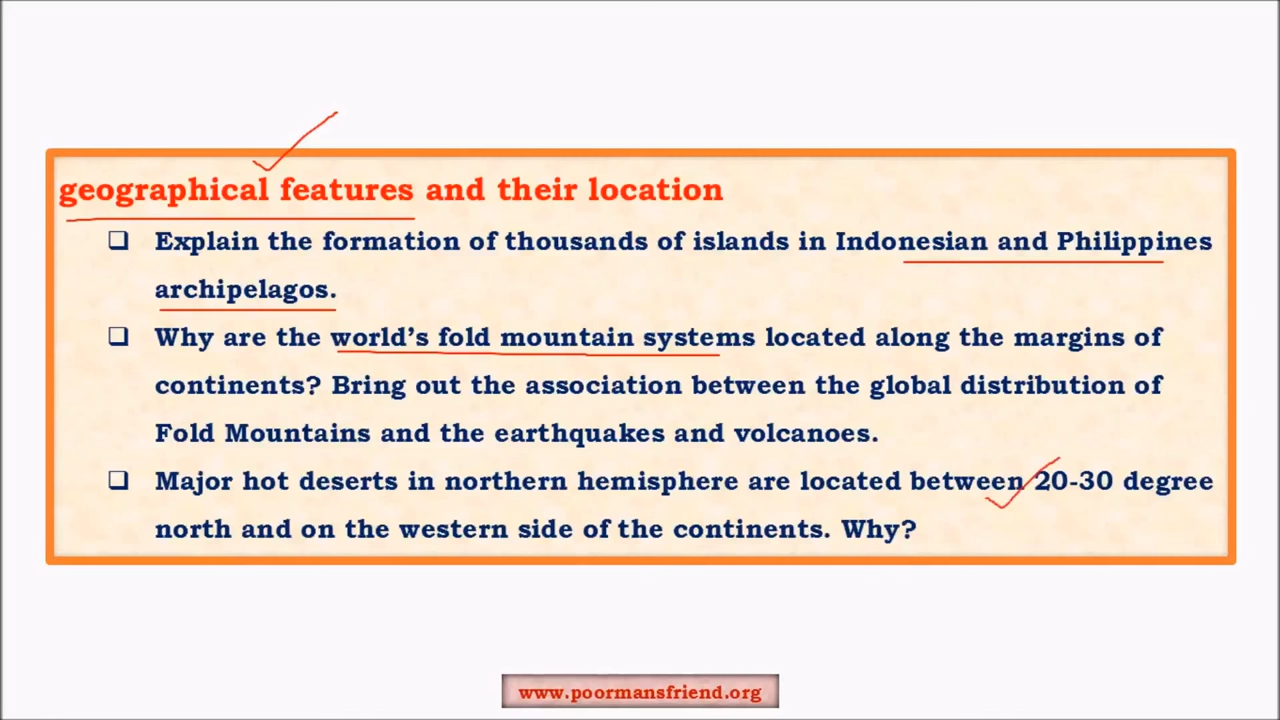 geographical features and their location
❑ Explain the formation of thousands of islands in Indonesian and Philippines
archipelagos.
❑ Why are the world's fold mountain systems located along the margins of
continents? Bring out the association between the global distribution of
Fold Mountains and the earthquakes and volcanoes.
❑ Major hot deserts in northern hemisphere are located between 20-30 degree
north and on the western side of the continents. Why?
www.poormansfriend.org